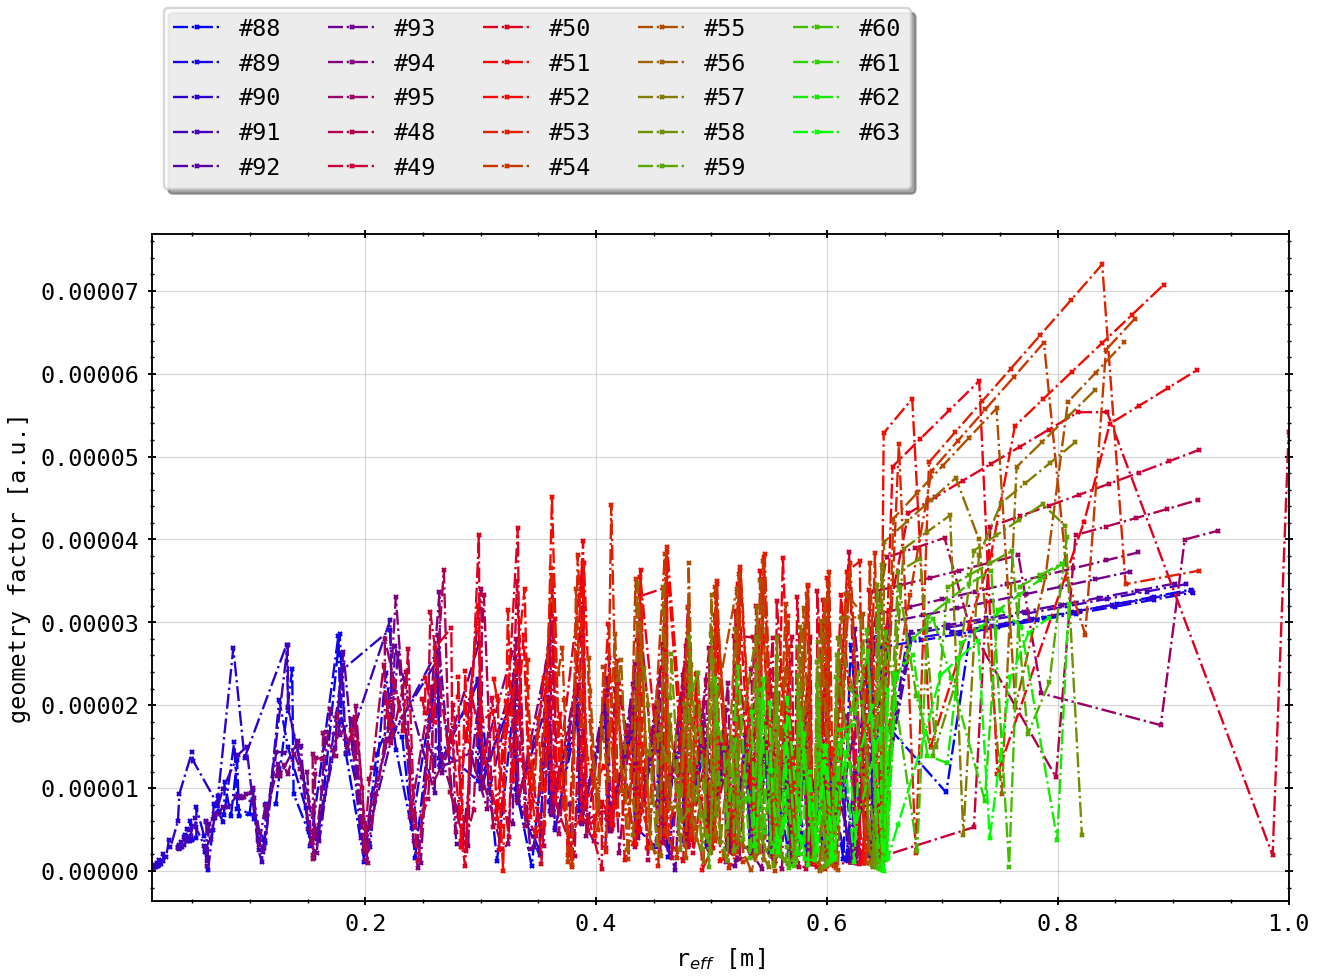 #88 #93 #50 #55 #60
#89 #94 #51 #56 #61
#90 #95 #52 #57 #62
#91 #48 #53 #58 #63
#92 #49 #54 #59
0.00007
0.00006
0.00005
0.00004
0.00003
0.00002
0.00001
0.00000
geometry factor [a.u.]
0.2 0.4 0.6 0.8 1.0
r_eff [m]